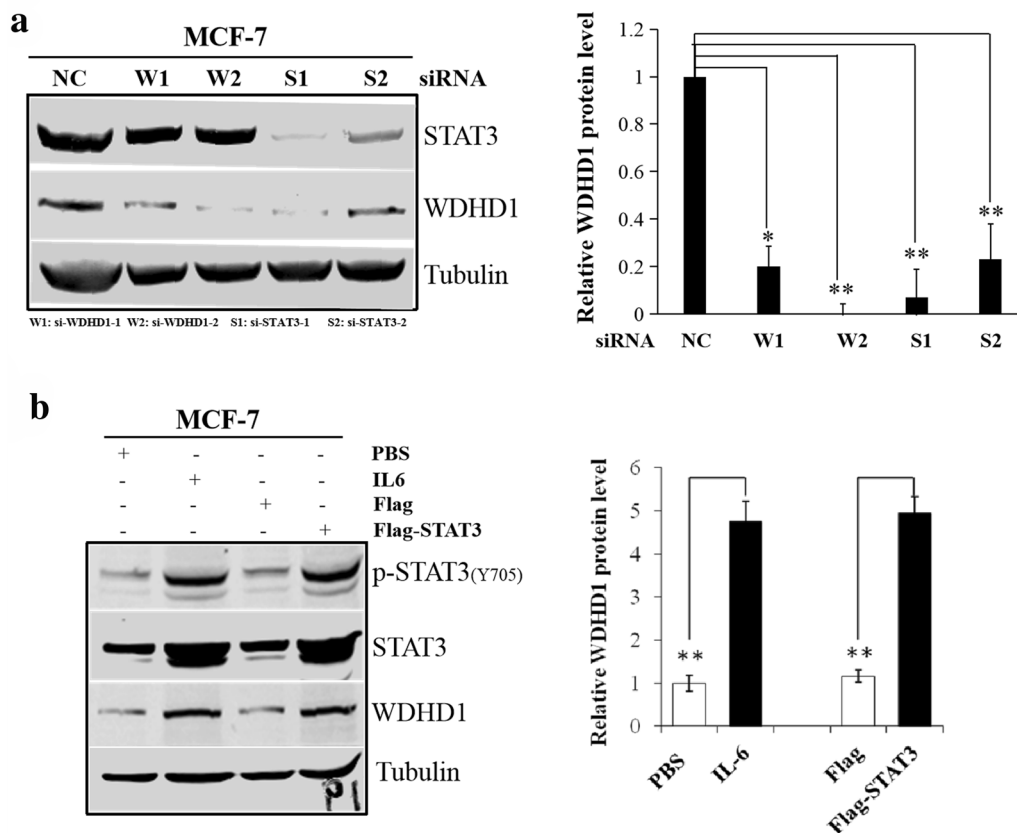 a
MCF-7
NC W1 W2 S1 S2 siRNA
STAT3
WDHD1
Tubulin
W1: si-WDHD1-1 W2: si-WDHD1-2 S1: si-STAT3-1 S2: si-STAT3-2
Relative WDHD1 protein level
1.2
1
0.8
0.6
0.4
0.2
0
* ** ** **
siRNA NC W1 W2 S1 S2
b
MCF-7
+ - - - PBS
- + - - IL6
- - + - Flag
- - - + Flag-STAT3
p-STAT3(Y705)
STAT3
WDHD1
Tubulin
P1
Relative WDHD1 protein level
6
5
4
3
2
1
0
** **
PBS IL-6 Flag Flag-STAT3